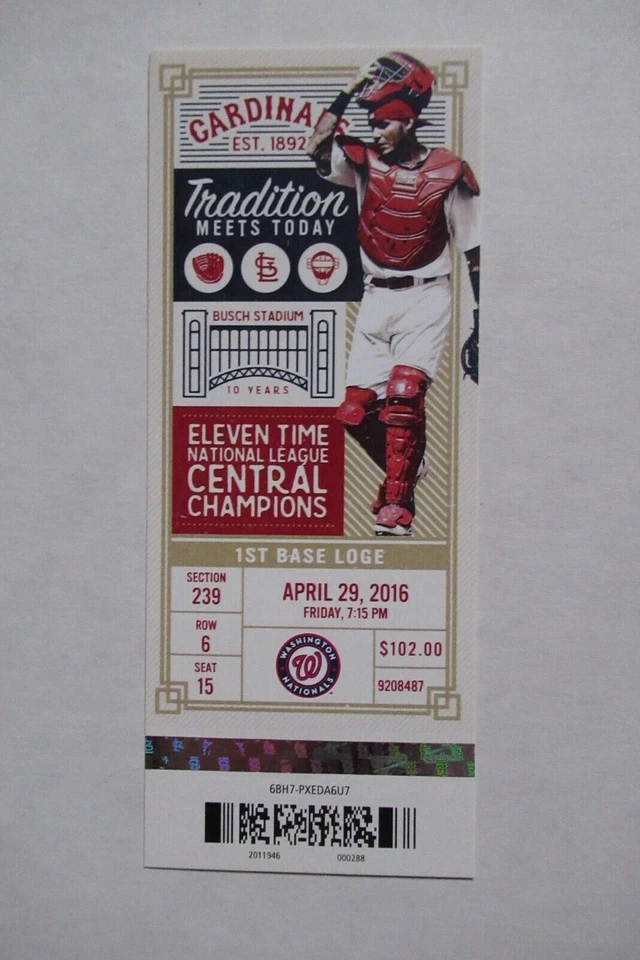 CARDINALS
EST. 1892
Tradition
MEETS TODAY
STL
BUSCH STADIUM
10 YEARS
ELEVEN TIME
NATIONAL LEAGUE
CENTRAL
CHAMPIONS
1ST BASE LOGE
SECTION
239
ROW
6
SEAT
15
APRIL 29, 2016
FRIDAY, 7:15 PM
WASHINGTON
W
NATIONALS
$102.00
9208487
6BH7-PXEDA6U7
2011946 000288